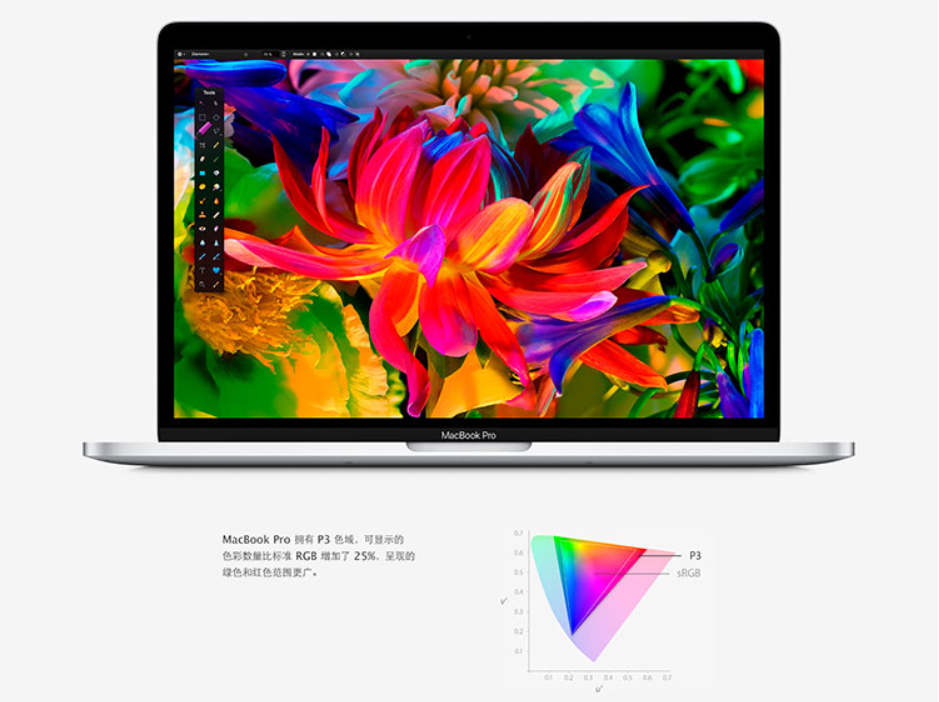 Tools
MacBook Pro
MacBook Pro 拥有 P3 色域，可显示的
色彩数量比标准 RGB 增加了 25%，呈现的
绿色和红色范围更广。
0.7
0.6
0.5
0.4
0.3
0.2
0.1
v'
P3
sRGB
0.1 0.2 0.3 0.4 0.5 0.6 0.7
u'